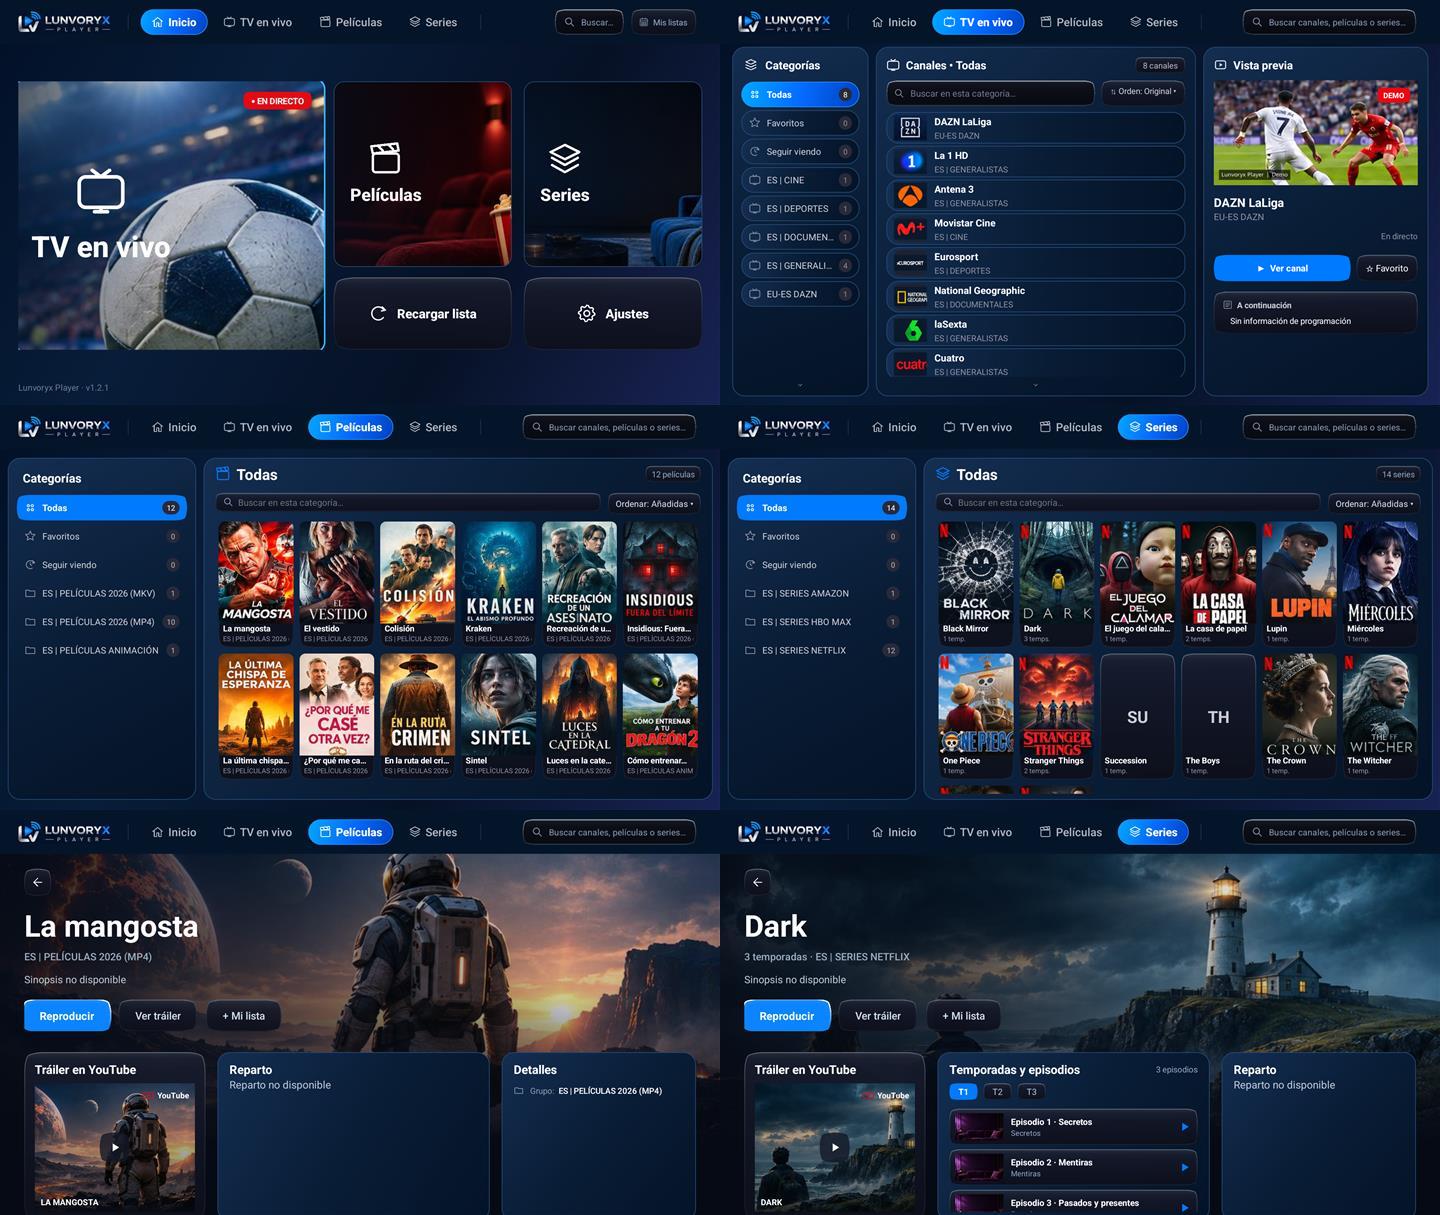 LUNVORYX
PLAYER
Inicio
TV en vivo
Películas
Series
Buscar...
Mis listas
• EN DIRECTO
TV en vivo
Películas
Series
Recargar lista
Ajustes
Lunvoryx Player · v1.2.1
LUNVORYX
PLAYER
Inicio
TV en vivo
Películas
Series
Buscar canales, películas o series...
Categorías
Todas 8
Favoritos 0
Seguir viendo 0
ES | CINE 1
ES | DEPORTES 1
ES | DOCUMEN... 1
ES | GENERALI... 4
EU-ES DAZN 1
Canales • Todas
8 canales
Buscar en esta categoría...
Orden: Original
DAZN
DAZN LaLiga
EU-ES DAZN
1
La 1 HD
ES | GENERALISTAS
Antena 3
ES | GENERALISTAS
M+
Movistar Cine
ES | CINE
EUROSPORT
Eurosport
ES | DEPORTES
NATIONAL
National Geographic
ES | DOCUMENTALES
6
laSexta
ES | GENERALISTAS
cuatr
Cuatro
ES | GENERALISTAS
Vista previa
DEMO
7
Lunvoryx Player | Demo
DAZN LaLiga
EU-ES DAZN
En directo
Ver canal
Favorito
A continuación
Sin información de programación
LUNVORYX
PLAYER
Inicio
TV en vivo
Películas
Series
Buscar canales, películas o series...
Categorías
Todas 12
Favoritos 0
Seguir viendo 0
ES | PELÍCULAS 2026 (MKV) 1
ES | PELÍCULAS 2026 (MP4) 10
ES | PELÍCULAS ANIMACIÓN 1
Todas
12 películas
Buscar en esta categoría...
Ordenar: Añadidas
LA
MANGOSTA
La mangosta
ES | PELÍCULAS 2026
EL
VESTIDO
El vestido
ES | PELÍCULAS 2026
COLISIÓN
Colisión
ES | PELÍCULAS 2026
KRAKEN
EL ABISMO PROFUNDO
Kraken
ES | PELÍCULAS 2026
RECREACIÓN
DE UN
ASESINATO
Recreación de u...
ES | PELÍCULAS 2026
INSIDIOUS
FUERA DEL LÍMITE
Insidious: Fuera...
ES | PELÍCULAS 2026
LA ÚLTIMA
CHISPA DE
ESPERANZA
La última chispa...
ES | PELÍCULAS 2026
¿POR QUÉ ME
CASÉ
OTRA VEZ?
¿Por qué me ca...
ES | PELÍCULAS 2026
EN LA RUTA
CRIMEN
En la ruta del cri...
ES | PELÍCULAS 2026
SINTEL
Sintel
ES | PELÍCULAS 2026
LUCES
EN LA
CATEDRAL
Luces en la cate...
ES | PELÍCULAS 2026
CÓMO ENTRENAR
A TU
DRAGÓN 2
Cómo entrenar...
ES | PELÍCULAS ANIM
LUNVORYX
PLAYER
Inicio
TV en vivo
Películas
Series
Buscar canales, películas o series...
Categorías
Todas 14
Favoritos 0
Seguir viendo 0
ES | SERIES AMAZON 1
ES | SERIES HBO MAX 1
ES | SERIES NETFLIX 12
Todas
14 series
Buscar en esta categoría...
Ordenar: Añadidas
N
BLACK
MIRROR
Black Mirror
1 temp.
N
DARK
Dark
3 temps.
N
EL JUEGO
DEL
CALAMAR
El juego del cala...
1 temp.
N
LA CASA
DE PAPEL
La casa de papel
2 temps.
N
LUPIN
Lupin
1 temp.
N
MIÉRCOLES
Miércoles
1 temp.
N
ONE PIECE
One Piece
1 temp.
N
STRANGER
THINGS
Stranger Things
2 temps.
SU
Succession
1 temp.
TH
The Boys
1 temp.
N
THE
CROWN
The Crown
1 temp.
N
THE
WITCHER
The Witcher
1 temp.
LUNVORYX
PLAYER
Inicio
TV en vivo
Películas
Series
Buscar canales, películas o series...
La mangosta
ES | PELÍCULAS 2026 (MP4)
Sinopsis no disponible
Reproducir
Ver tráiler
+ Mi lista
Tráiler en YouTube
YouTube
LA MANGOSTA
Reparto
Reparto no disponible
Detalles
Grupo: ES | PELÍCULAS 2026 (MP4)
LUNVORYX
PLAYER
Inicio
TV en vivo
Películas
Series
Buscar canales, películas o series...
Dark
3 temporadas · ES | SERIES NETFLIX
Sinopsis no disponible
Reproducir
Ver tráiler
+ Mi lista
Tráiler en YouTube
YouTube
DARK
Temporadas y episodios
3 episodios
T1
T2
T3
Episodio 1 · Secretos
Secretos
Episodio 2 · Mentiras
Mentiras
Episodio 3 · Pasados y presentes
Reparto
Reparto no disponible